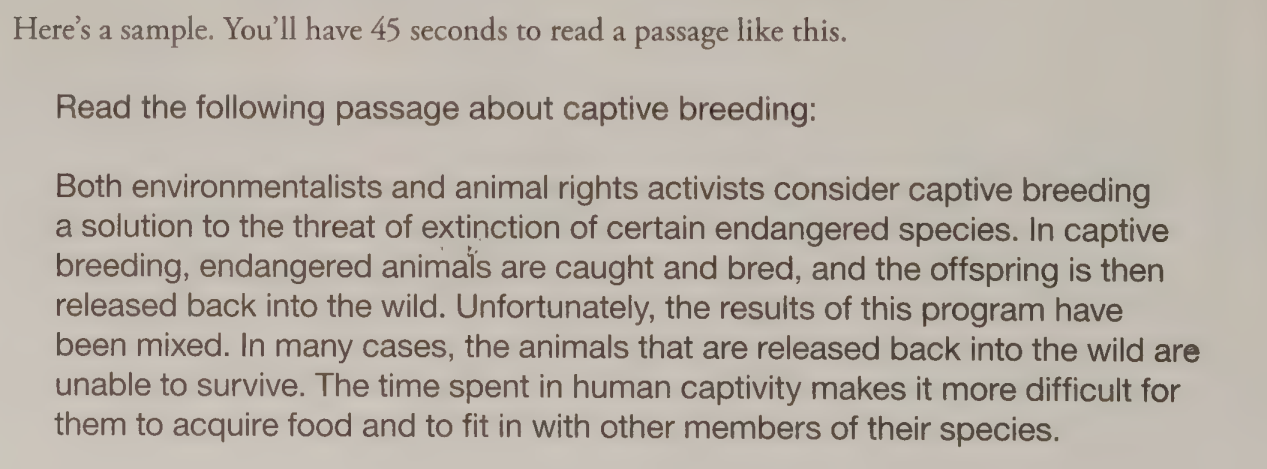 Here's a sample. You'll have 45 seconds to read a passage like this.
Read the following passage about captive breeding:
Both environmentalists and animal rights activists consider captive breeding
a solution to the threat of extinction of certain endangered species. In captive
breeding, endangered animals are caught and bred, and the offspring is then
released back into the wild. Unfortunately, the results of this program have
been mixed. In many cases, the animals that are released back into the wild are
unable to survive. The time spent in human captivity makes it more difficult for
them to acquire food and to fit in with other members of their species.